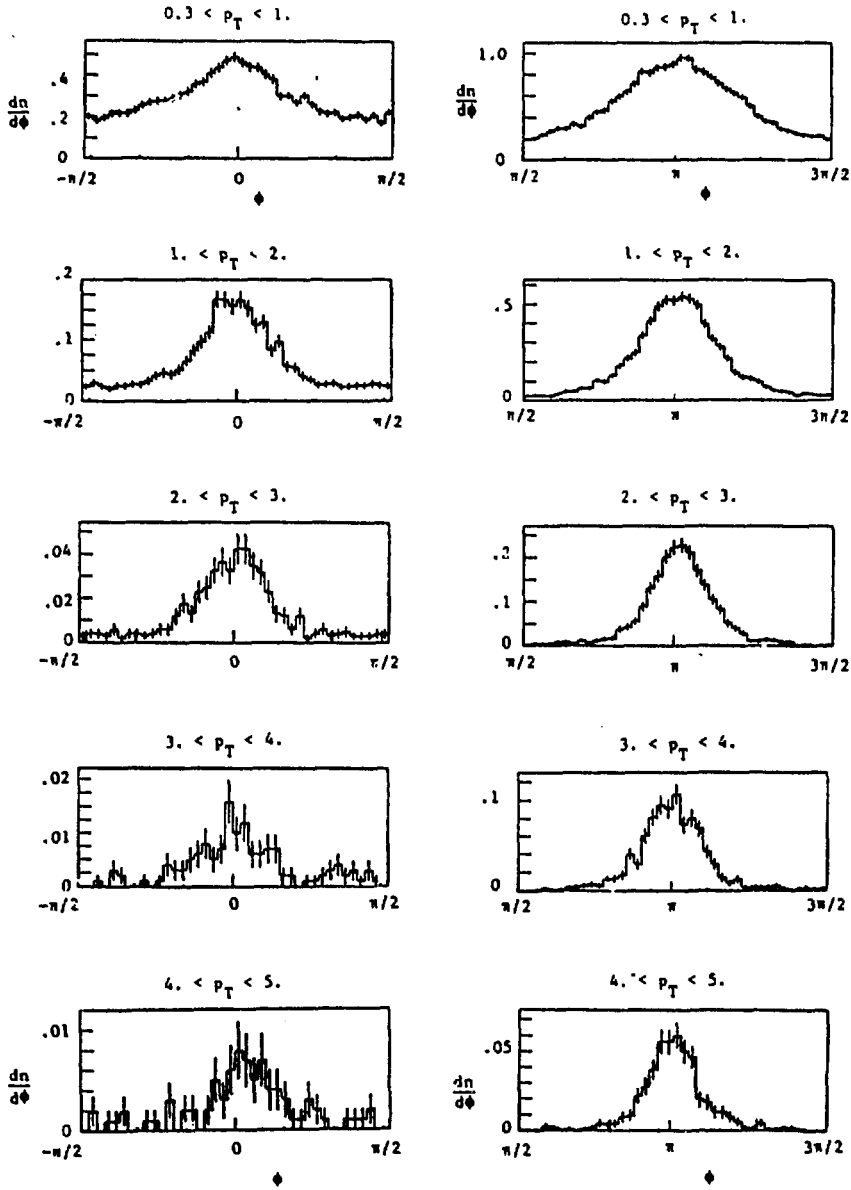 0.3 < p_T < 1.
.4
.2
0
dn
dφ
-π/2
0
π/2
φ
0.3 < p_T < 1.
1.0
0
dn
dφ
π/2
π
3π/2
φ
1. < p_T < 2.
.2
.1
0
-π/2
0
π/2
1. < p_T < 2.
.5
0
π/2
π
3π/2
2. < p_T < 3.
.04
.02
0
-π/2
0
π/2
2. < p_T < 3.
.2
.1
0
π/2
π
3π/2
3. < p_T < 4.
.02
.01
0
-π/2
0
π/2
3. < p_T < 4.
.1
0
π/2
π
3π/2
4. < p_T < 5.
.01
0
dn
dφ
-π/2
0
π/2
φ
4. < p_T < 5.
.05
0
dn
dφ
π/2
π
3π/2
φ